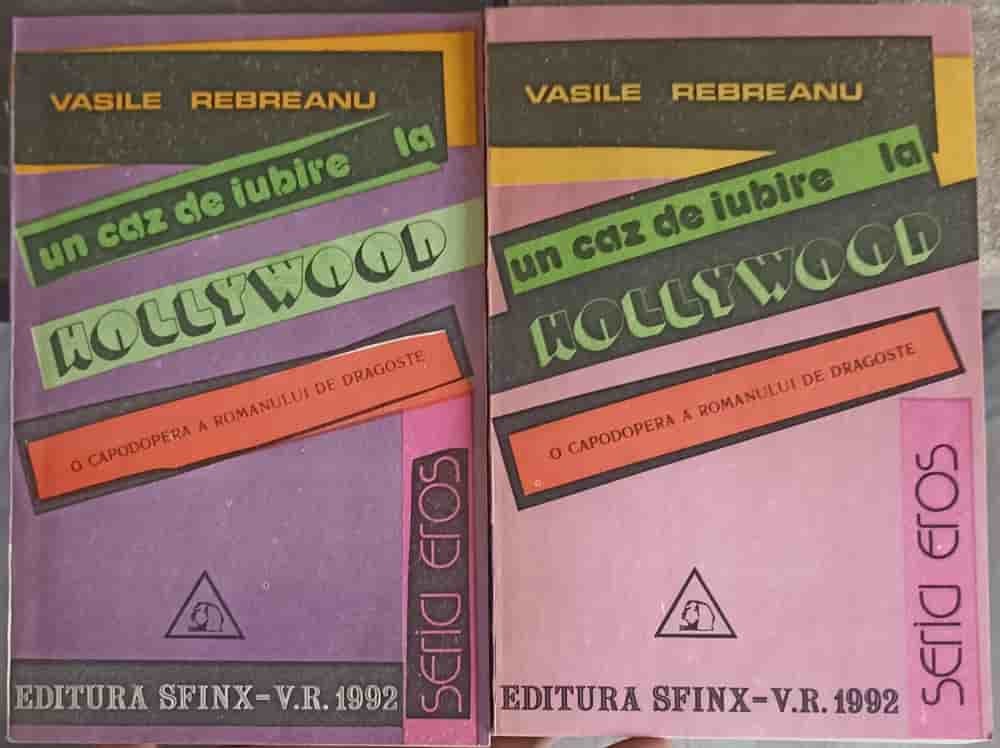 VASILE REBREANU
un caz de iubire la
HOLLYWOOD
O CAPODOPERA A ROMANULUI DE DRAGOSTE
seria eros
EDITURA SFINX-V.R. 1992
VASILE REBREANU
un caz de iubire la
HOLLYWOOD
O CAPODOPERA A ROMANULUI DE DRAGOSTE
seria eros
EDITURA SFINX-V.R. 1992